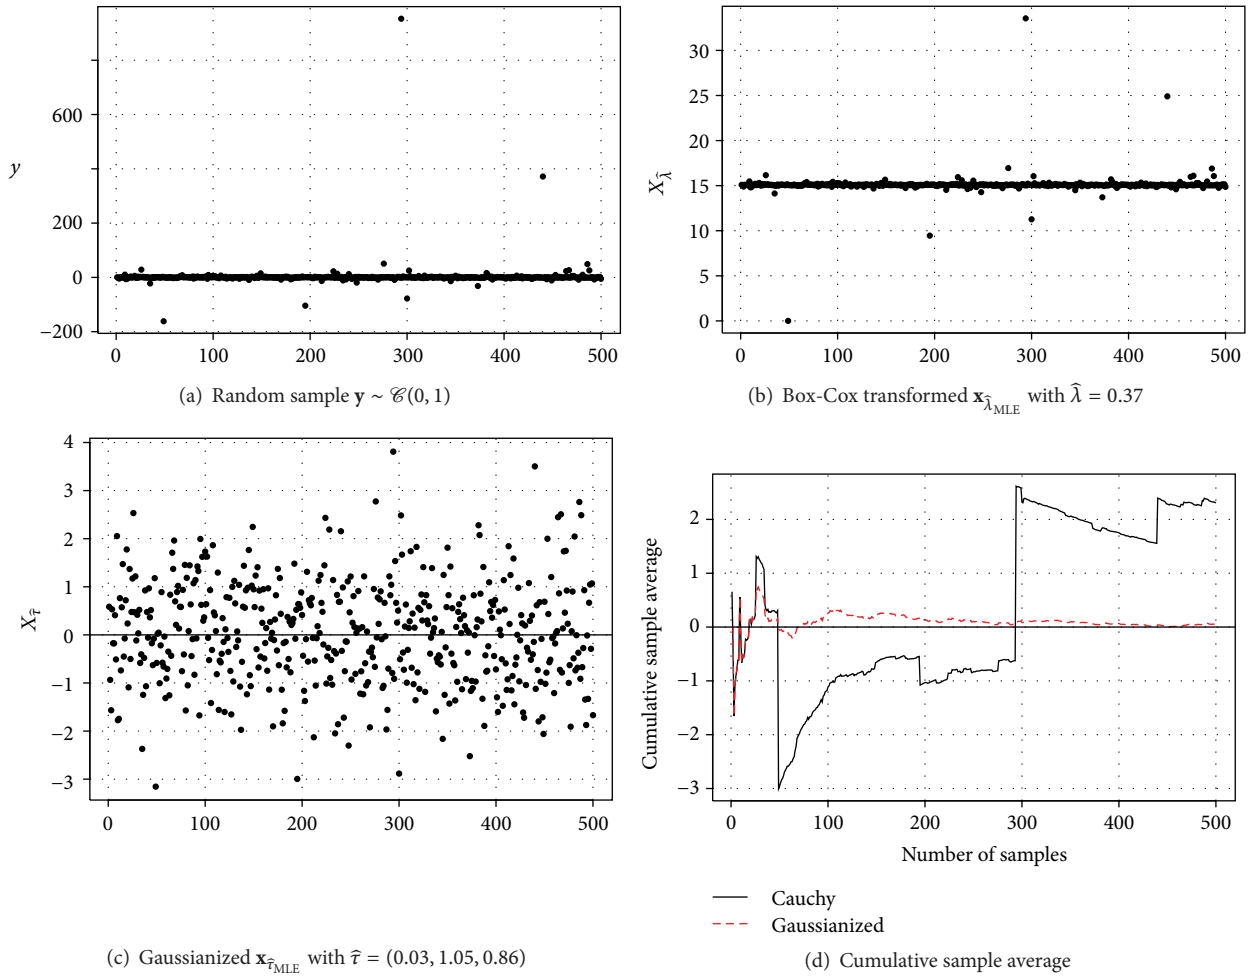 600
200
0
−200
y
0 100 200 300 400 500
(a) Random sample y ~ 𝒞(0, 1)
30
25
20
15
10
5
0
X_λ̂
0 100 200 300 400 500
(b) Box-Cox transformed x_λ̂_MLE with λ̂ = 0.37
4
3
2
1
0
−1
−2
−3
X_τ̂
0 100 200 300 400 500
(c) Gaussianized x_τ̂_MLE with τ̂ = (0.03, 1.05, 0.86)
2
1
0
−1
−2
−3
Cumulative sample average
0 100 200 300 400 500
Number of samples
Cauchy
Gaussianized
(d) Cumulative sample average